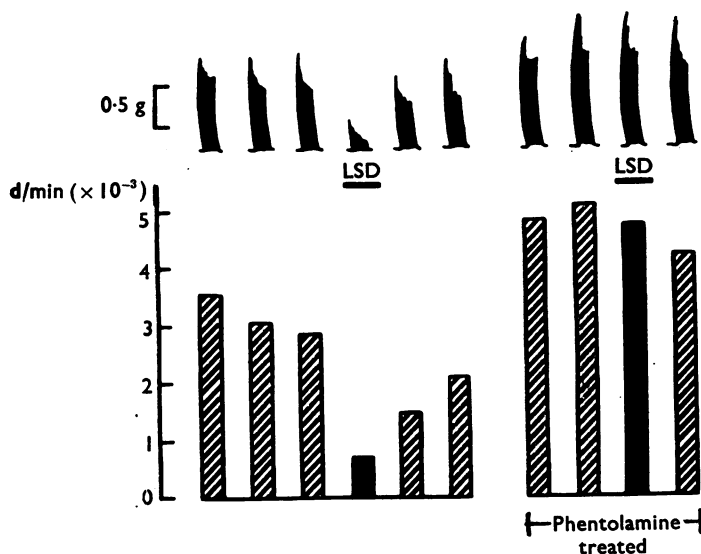 0·5 g
LSD
LSD
d/min (× 10⁻³)
5
4
3
2
1
0
Phentolamine
treated